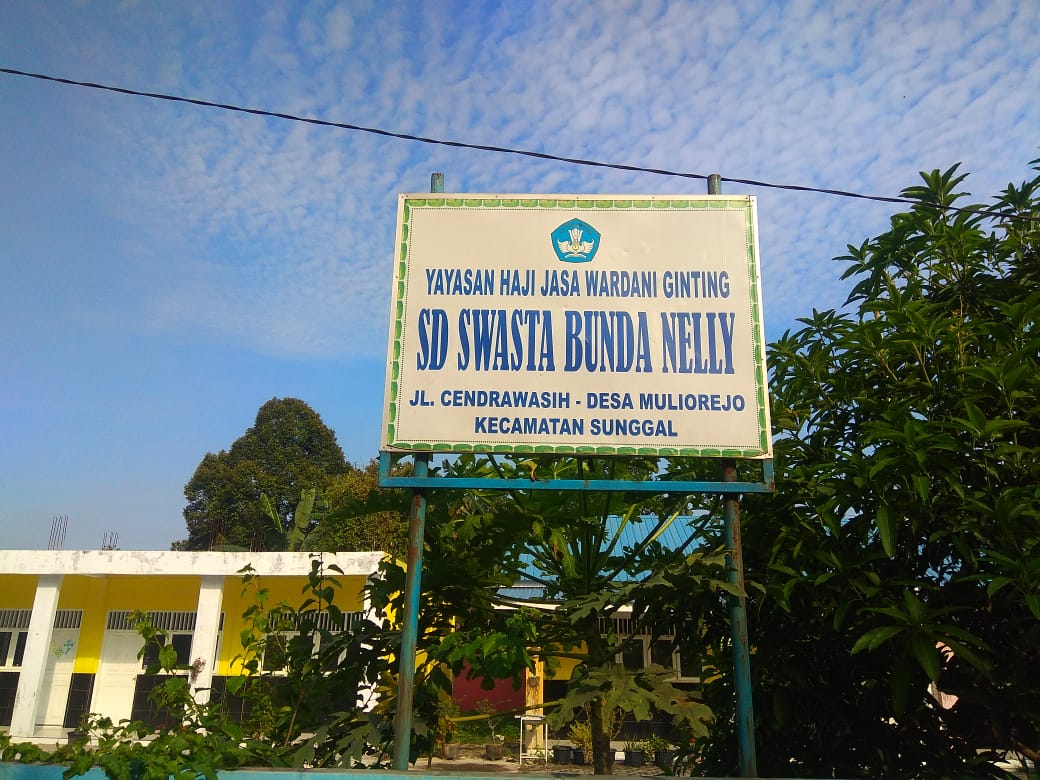 YAYASAN HAJI JASA WARDANI GINTING
SD SWASTA BUNDA NELLY
JL. CENDRAWASIH - DESA MULIOREJO
KECAMATAN SUNGGAL